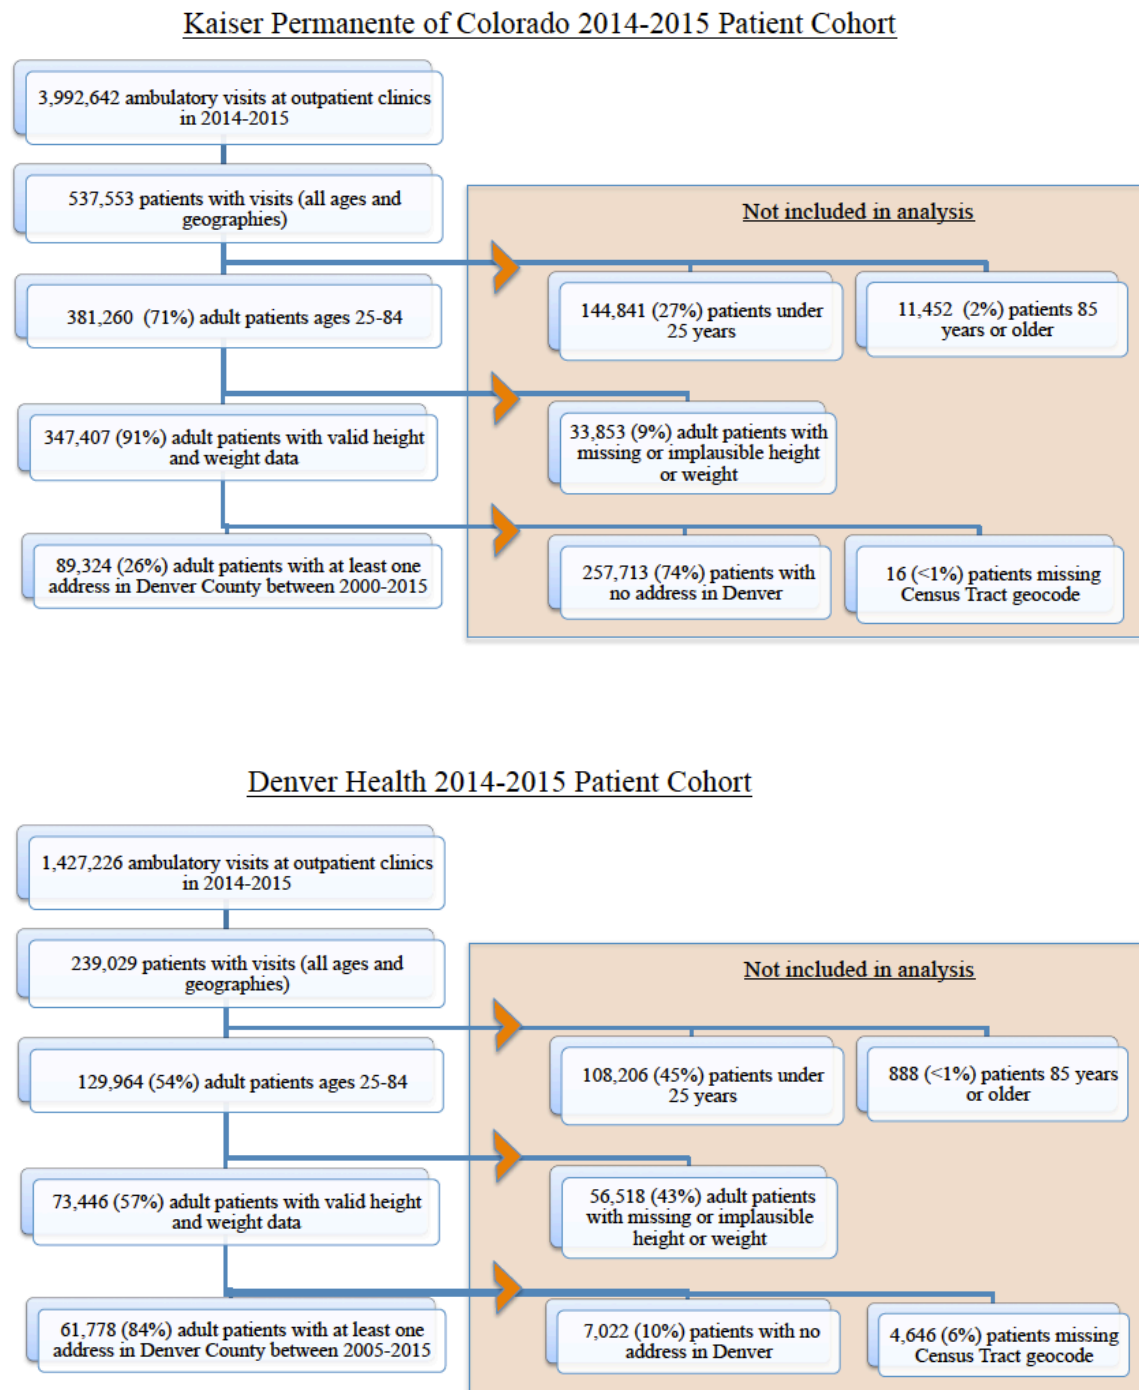 Kaiser Permanente of Colorado 2014-2015 Patient Cohort
3,992,642 ambulatory visits at outpatient clinics
in 2014-2015
537,553 patients with visits (all ages and
geographies)
Not included in analysis
381,260 (71%) adult patients ages 25-84
144,841 (27%) patients under
25 years
11,452 (2%) patients 85
years or older
347,407 (91%) adult patients with valid height
and weight data
33,853 (9%) adult patients with
missing or implausible height
or weight
89,324 (26%) adult patients with at least one
address in Denver County between 2000-2015
257,713 (74%) patients with
no address in Denver
16 (<1%) patients missing
Census Tract geocode
Denver Health 2014-2015 Patient Cohort
1,427,226 ambulatory visits at outpatient clinics
in 2014-2015
239,029 patients with visits (all ages and
geographies)
Not included in analysis
129,964 (54%) adult patients ages 25-84
108,206 (45%) patients under
25 years
888 (<1%) patients 85 years
or older
73,446 (57%) adult patients with valid height
and weight data
56,518 (43%) adult patients
with missing or implausible
height or weight
61,778 (84%) adult patients with at least one
address in Denver County between 2005-2015
7,022 (10%) patients with no
address in Denver
4,646 (6%) patients missing
Census Tract geocode